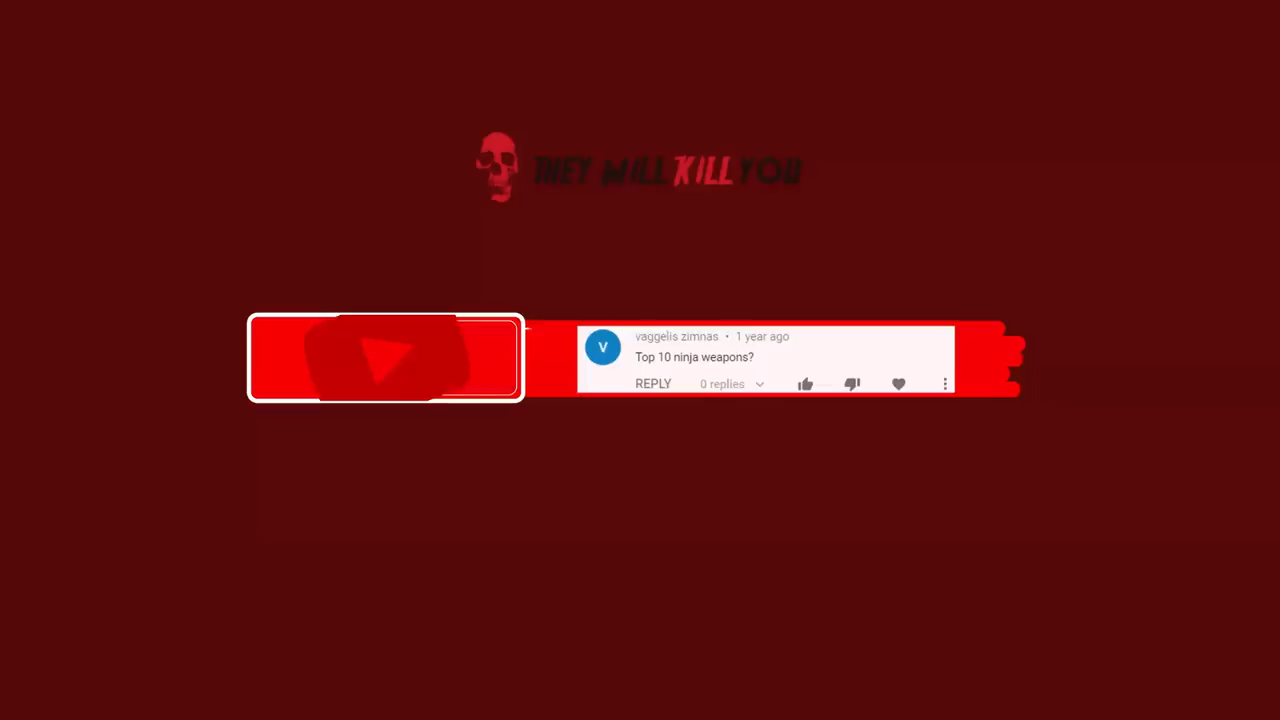 THEY WILL KILL YOU
vaggelis zimnas • 1 year ago
V
Top 10 ninja weapons?
REPLY 0 replies